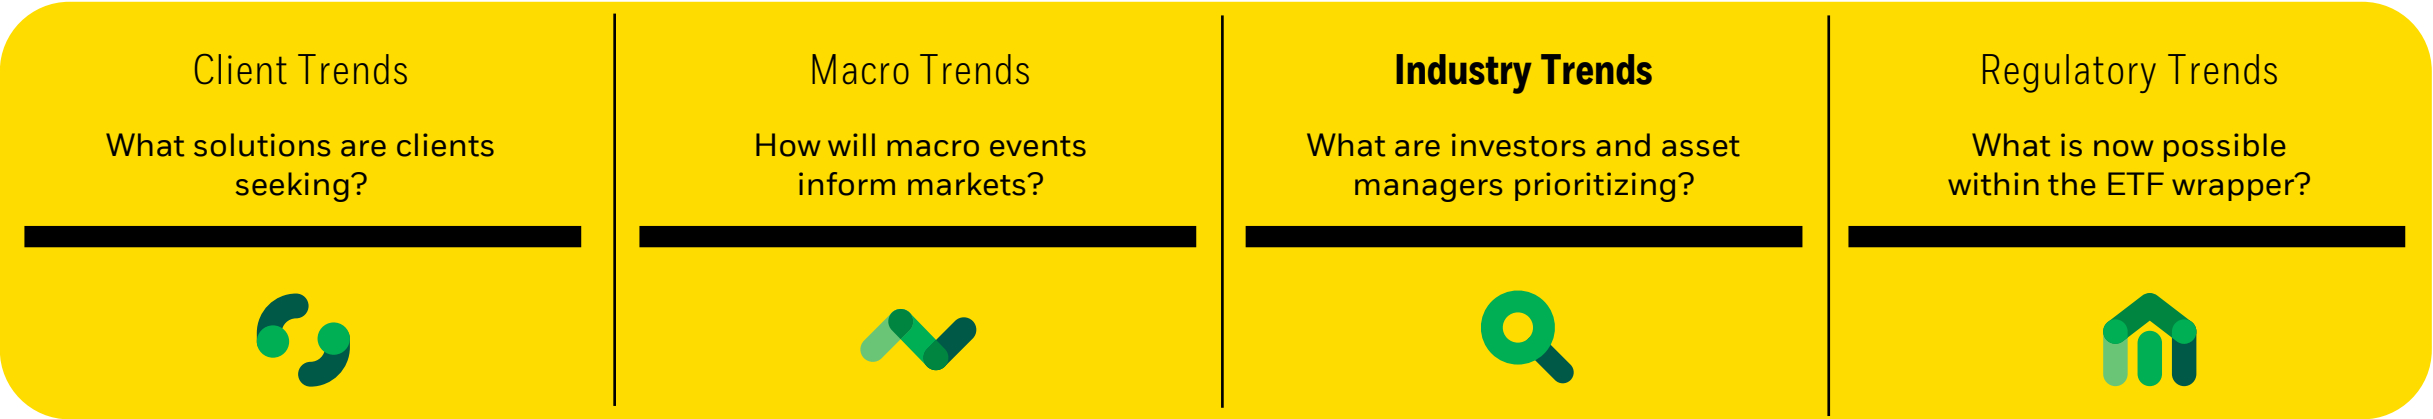 Client Trends
What solutions are clients
seeking?
Macro Trends
How will macro events
inform markets?
Industry Trends
What are investors and asset
managers prioritizing?
Regulatory Trends
What is now possible
within the ETF wrapper?